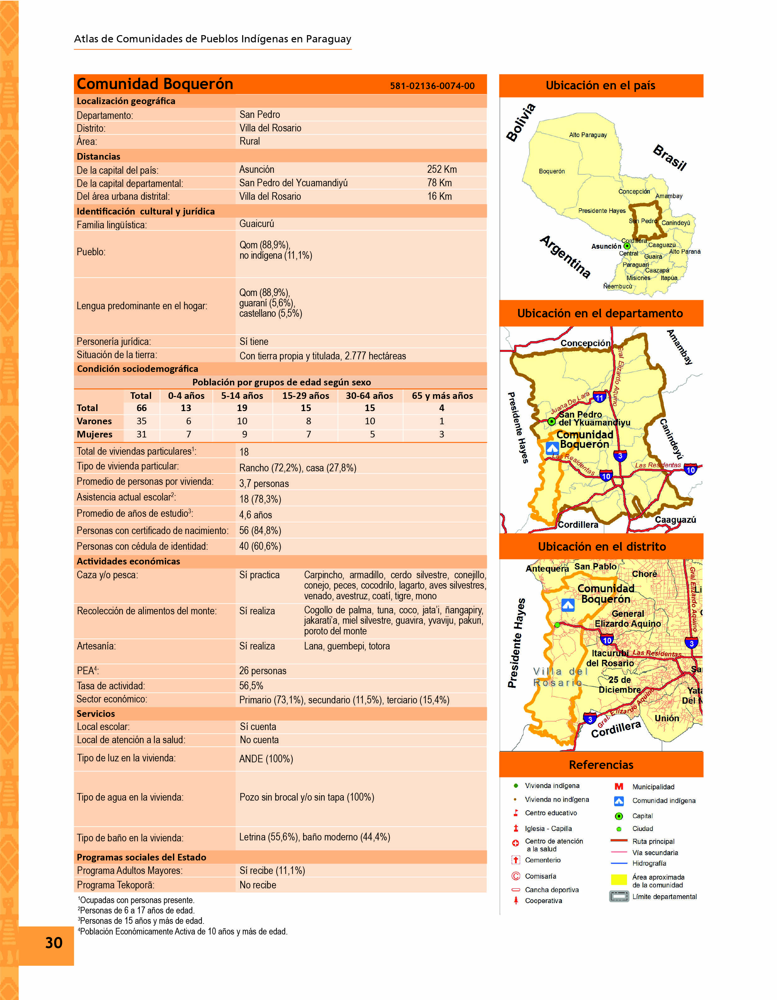 Atlas de Comunidades de Pueblos Indígenas en Paraguay
Comunidad Boquerón 581-02136-0074-00
Localización geográfica
Departamento: San Pedro
Distrito: Villa del Rosario
Área: Rural
Distancias
De la capital del país: Asunción 252 Km
De la capital departamental: San Pedro del Ycuamandiyú 78 Km
Del área urbana distrital: Villa del Rosario 16 Km
Identificación cultural y jurídica
Familia lingüística: Guaicurú
Pueblo: Qom (88,9%),
no indígena (11,1%)
Lengua predominante en el hogar: Qom (88,9%),
guaraní (5,6%),
castellano (5,5%)
Personería jurídica: Sí tiene
Situación de la tierra: Con tierra propia y titulada, 2.777 hectáreas
Condición sociodemográfica
Población por grupos de edad según sexo
Total 0-4 años 5-14 años 15-29 años 30-64 años 65 y más años
Total 66 13 19 15 15 4
Varones 35 6 10 8 10 1
Mujeres 31 7 9 7 5 3
Total de viviendas particulares¹: 18
Tipo de vivienda particular: Rancho (72,2%), casa (27,8%)
Promedio de personas por vivienda: 3,7 personas
Asistencia actual escolar²: 18 (78,3%)
Promedio de años de estudio³: 4,6 años
Personas con certificado de nacimiento: 56 (84,8%)
Personas con cédula de identidad: 40 (60,6%)
Actividades económicas
Caza y/o pesca: Sí practica Carpincho, armadillo, cerdo silvestre, conejillo,
conejo, peces, cocodrilo, lagarto, aves silvestres,
venado, avestruz, coatí, tigre, mono
Recolección de alimentos del monte: Sí realiza Cogollo de palma, tuna, coco, jata’i, ñangapiry,
jakarati’a, miel silvestre, guavira, yvaviju, pakuri,
poroto del monte
Artesanía: Sí realiza Lana, guembepi, totora
PEA⁴: 26 personas
Tasa de actividad: 56,5%
Sector económico: Primario (73,1%), secundario (11,5%), terciario (15,4%)
Servicios
Local escolar: Sí cuenta
Local de atención a la salud: No cuenta
Tipo de luz en la vivienda: ANDE (100%)
Tipo de agua en la vivienda: Pozo sin brocal y/o sin tapa (100%)
Tipo de baño en la vivienda: Letrina (55,6%), baño moderno (44,4%)
Programas sociales del Estado
Programa Adultos Mayores: Sí recibe (11,1%)
Programa Tekoporã: No recibe
¹Ocupadas con personas presente.
²Personas de 6 a 17 años de edad.
³Personas de 15 años y más de edad.
⁴Población Económicamente Activa de 10 años y más de edad.
30
Ubicación en el país
Bolivia
Alto Paraguay
Brasil
Boquerón
Concepción
Amambay
Presidente Hayes
San Pedro
Canindeyú
Argentina
Cordillera
Asunción
Caaguazú
Central
Alto Paraná
Guairá
Paraguarí
Caazapá
Misiones
Itapúa
Ñeembucú
Ubicación en el departamento
Amambay
Concepción
Gral. Elizardo Aquino
Juana De Lara
11
Presidente Hayes
San Pedro
del Ykuamandiyu
Comunidad
Boquerón
Canindeyú
Las Residentas
3
Las Residentas
10
10
Caaguazú
Cordillera
Ubicación en el distrito
Antequera
San Pablo
Choré
Gral Elizardo Aquino
Li
Comunidad
Boquerón
Presidente Hayes
General
Elizardo Aquino
10
3
Itacurubí
del Rosario
Las Residentas
Sa
Villa del
Rosario
25 de
Diciembre
Yata
Del N
Gral. Elizardo Aquino
3
Unión
Cordillera
Referencias
Vivienda indígena
Vivienda no indígena
Centro educativo
Iglesia - Capilla
Centro de atención
a la salud
Cementerio
Comisaría
Cancha deportiva
Cooperativa
M Municipalidad
Comunidad indígena
Capital
Ciudad
Ruta principal
Vía secundaria
Hidrografía
Área aproximada
de la comunidad
Límite departamental